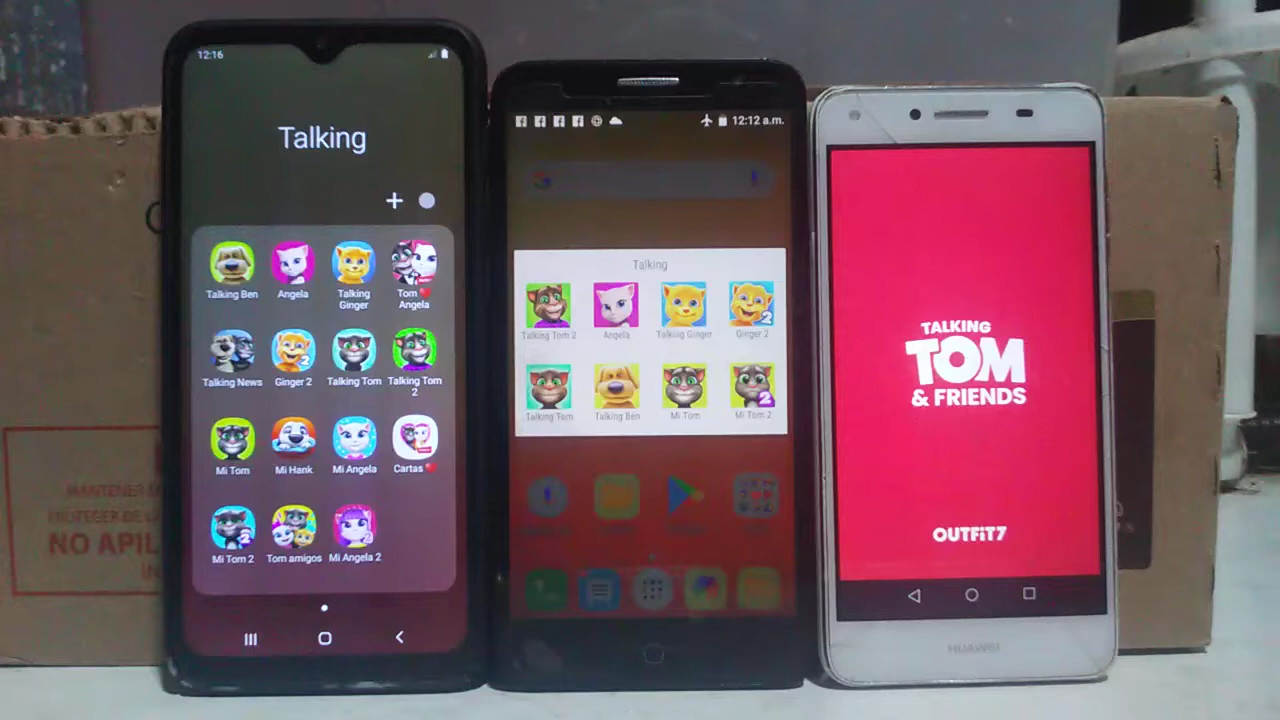 12:16
Talking
Talking Ben
Angela
Talking
Ginger
Tom ❤
Angela
Talking News
Ginger 2
Talking Tom
Talking Tom
2
Mi Tom
Mi Hank
Mi Angela
Cartas ❤
Mi Tom 2
Tom amigos
Mi Angela 2
12:12 a.m.
Talking
Talking Tom 2
Angela
Talking Ginger
Ginger 2
Talking Tom
Talking Ben
Mi Tom
Mi Tom 2
TALKING
TOM
& FRIENDS
OUTFIT7
HUAWEI
MANTENER
NO APIL